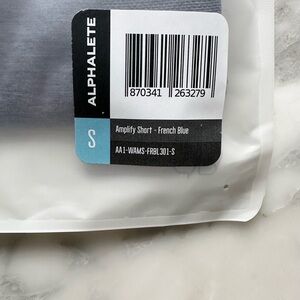 ALPHALETE
870341 263279
S
Amplify Short - French Blue
AA1-WAMS-FRBL301-S